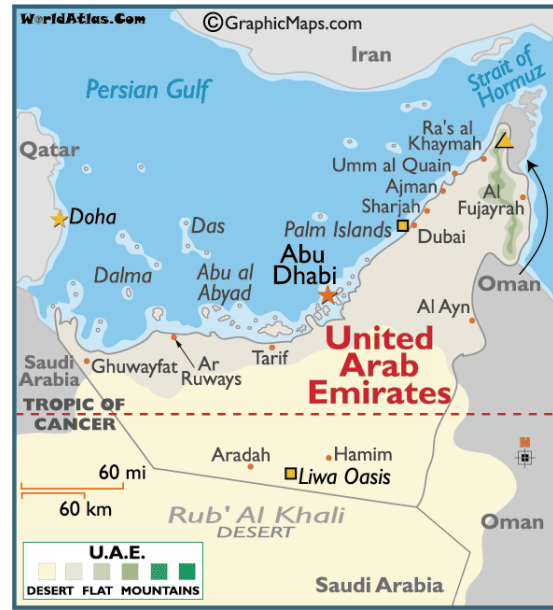 WorldAtlas.Com
©GraphicMaps.com
Iran
Strait of
Hormuz
Persian Gulf
Ra's al
Khaymah
Qatar
Umm al Quain
Ajman
Al
Fujayrah
Sharjah
Doha
Das
Palm Islands
Dubai
Abu
Dhabi
Dalma
Abu al
Abyad
Oman
Al Ayn
United
Arab
Emirates
Saudi
Arabia
Ghuwayfat
Ar
Ruways
Tarif
TROPIC OF
CANCER
Aradah
Hamim
Liwa Oasis
N
60 mi
60 km
Rub' Al Khali
DESERT
Oman
U.A.E.
DESERT FLAT MOUNTAINS
Saudi Arabia